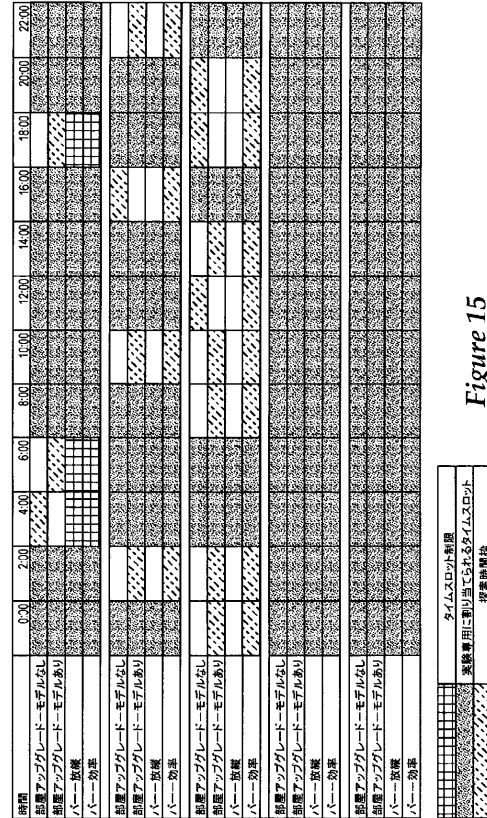 時間 0:00 2:00 4:00 6:00 8:00 10:00 12:00 14:00 16:00 18:00 20:00 22:00
部屋アップグレード－モデルなし
部屋アップグレード－モデルあり
バー－放縦
バー－効率
部屋アップグレード－モデルなし
部屋アップグレード－モデルあり
バー－放縦
バー－効率
部屋アップグレード－モデルなし
部屋アップグレード－モデルあり
バー－放縦
バー－効率
部屋アップグレード－モデルなし
部屋アップグレード－モデルあり
バー－放縦
バー－効率
部屋アップグレード－モデルなし
部屋アップグレード－モデルあり
バー－放縦
バー－効率
タイムスロット制限
実験専用に割り当てられるタイムスロット
探索時間枠
Figure 15